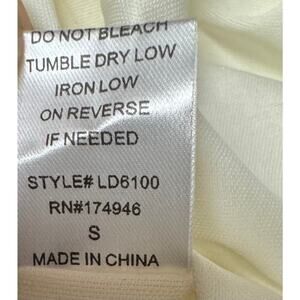 DO NOT BLEACH
TUMBLE DRY LOW
IRON LOW
ON REVERSE
IF NEEDED
STYLE# LD6100
RN#174946
S
MADE IN CHINA